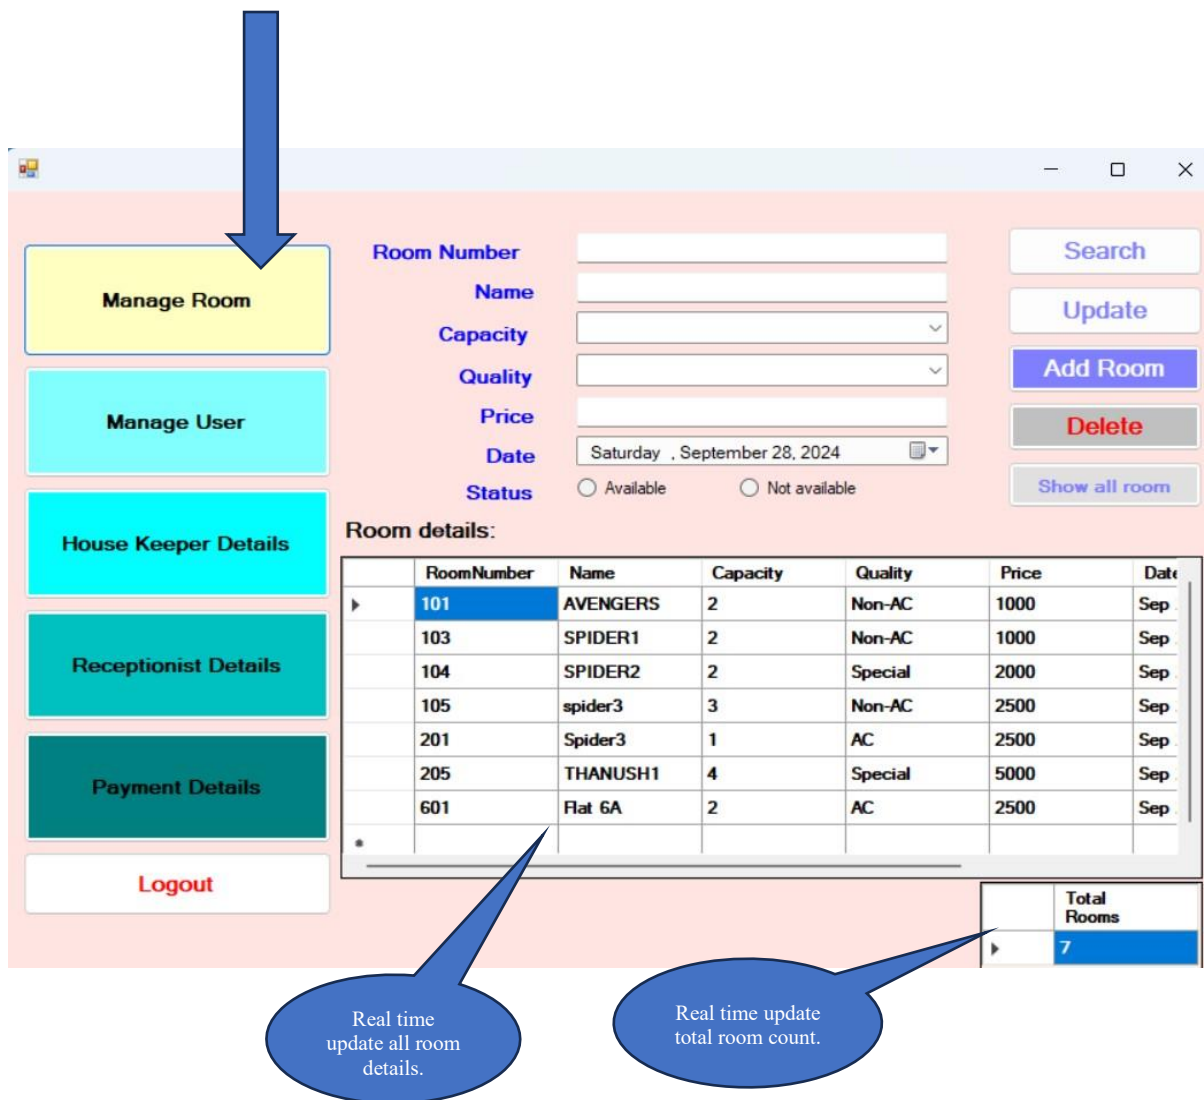 Manage Room
Manage User
House Keeper Details
Receptionist Details
Payment Details
Logout
Room Number
Name
Capacity
Quality
Price
Date
Saturday , September 28, 2024
Status
Available
Not available
Search
Update
Add Room
Delete
Show all room
Room details:
RoomNumber Name Capacity Quality Price Date
101 AVENGERS 2 Non-AC 1000 Sep
103 SPIDER1 2 Non-AC 1000 Sep
104 SPIDER2 2 Special 2000 Sep
105 spider3 3 Non-AC 2500 Sep
201 Spider3 1 AC 2500 Sep
205 THANUSH1 4 Special 5000 Sep
601 Flat 6A 2 AC 2500 Sep
Total
Rooms
7
Real time
update all room
details.
Real time update
total room count.